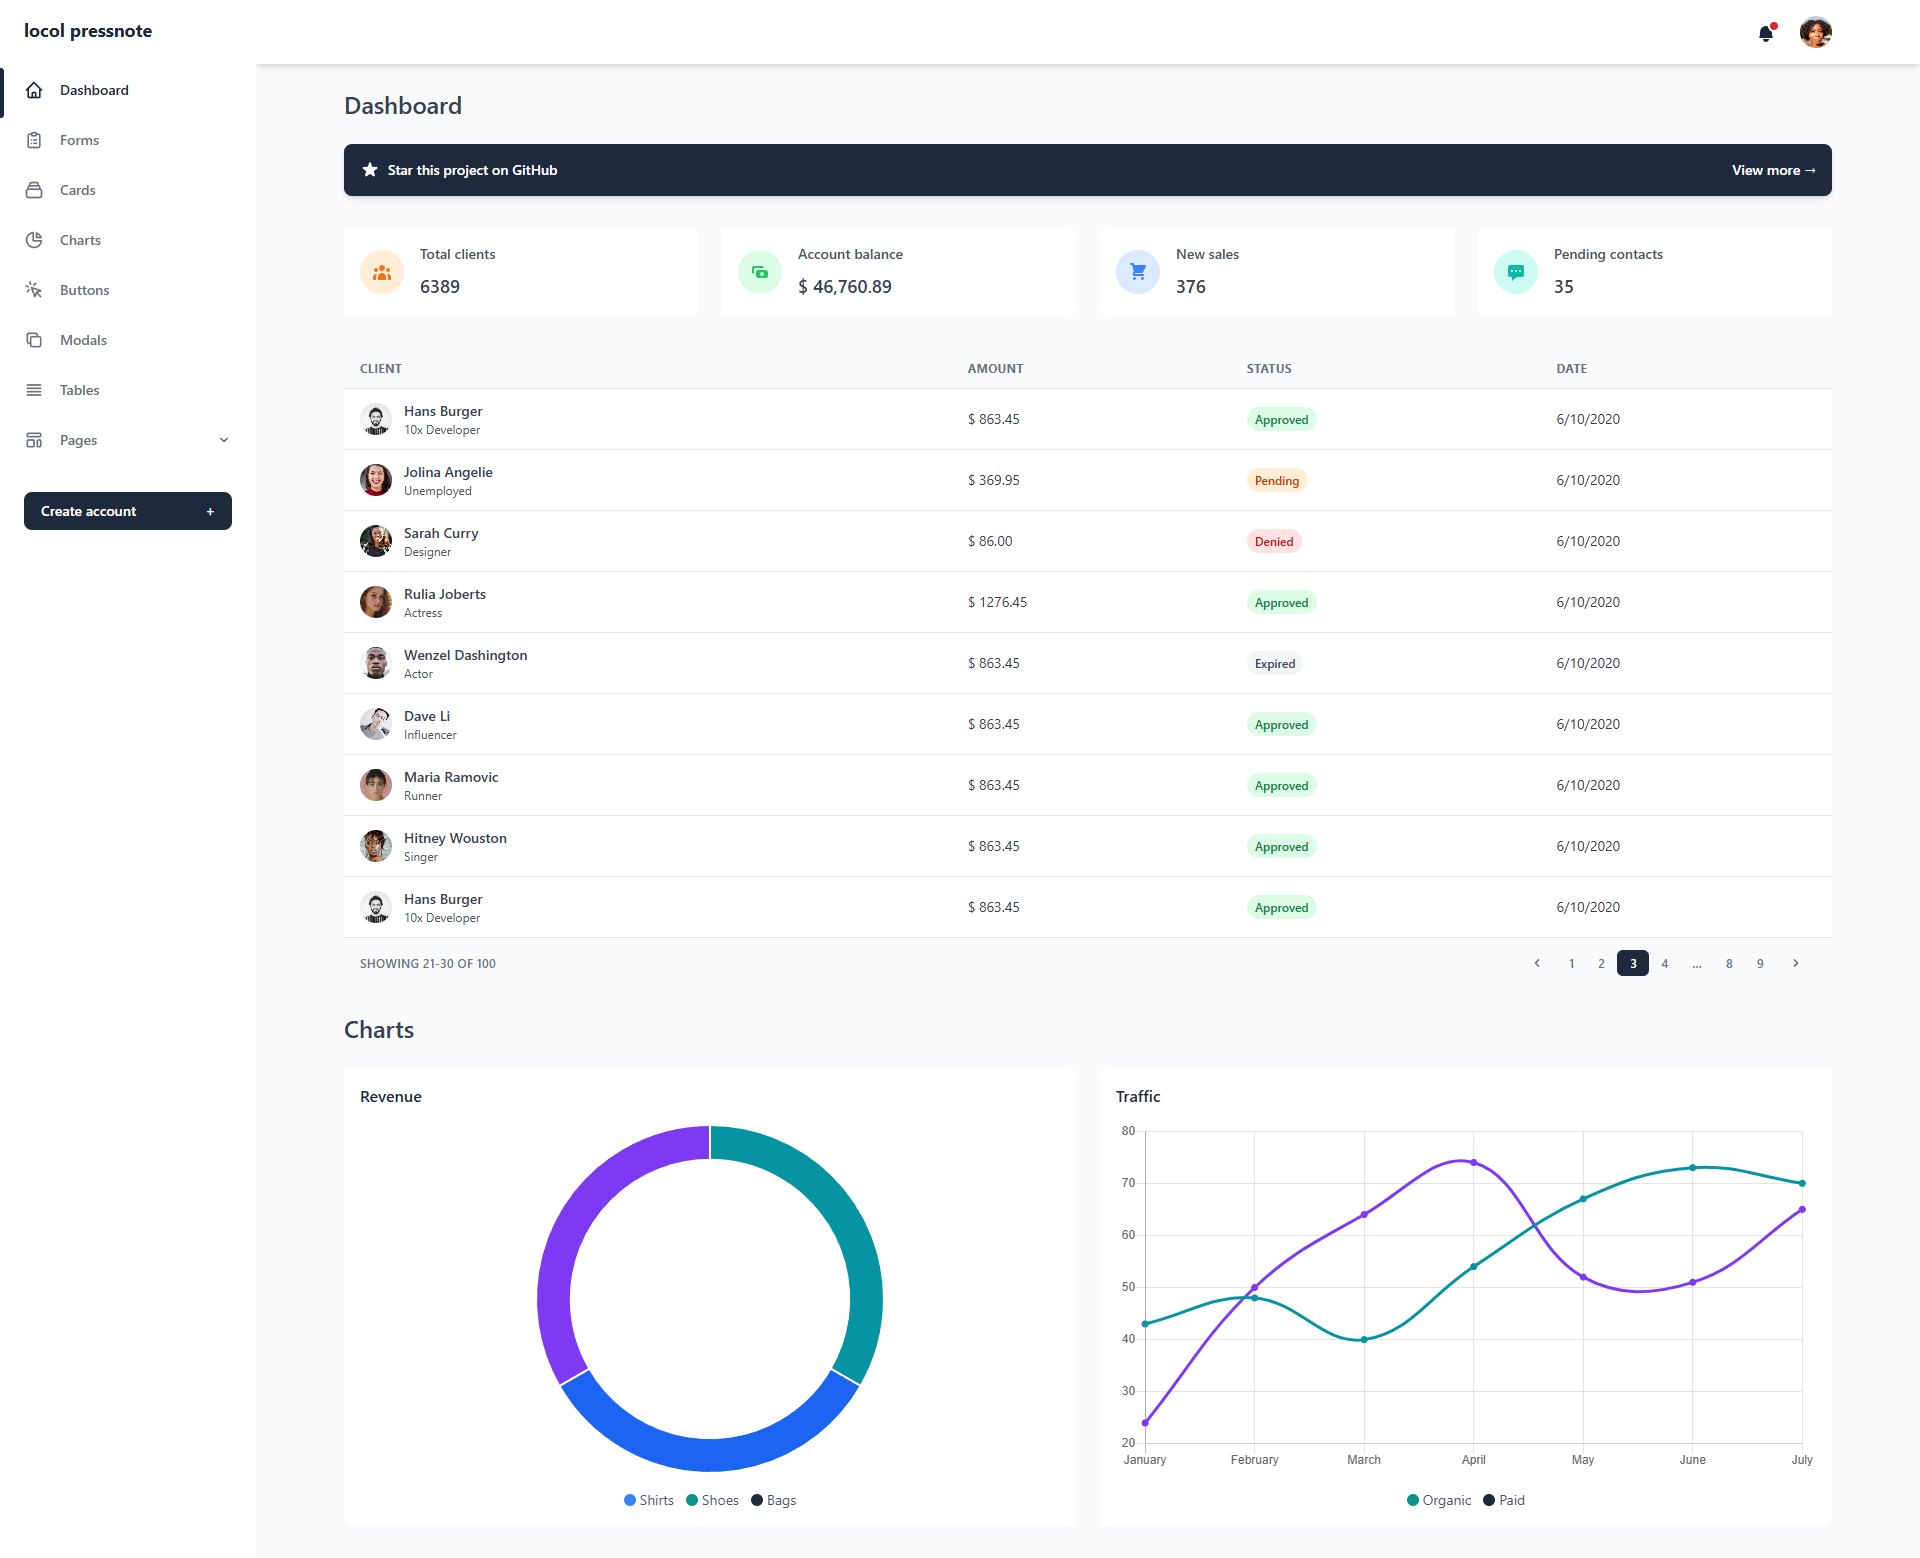 locol pressnote
Dashboard
Forms
Cards
Charts
Buttons
Modals
Tables
Pages
Create account +
Dashboard
Star this project on GitHub
View more →
Total clients
6389
Account balance
$ 46,760.89
New sales
376
Pending contacts
35
CLIENT AMOUNT STATUS DATE
Hans Burger
10x Developer
$ 863.45 Approved 6/10/2020
Jolina Angelie
Unemployed
$ 369.95 Pending 6/10/2020
Sarah Curry
Designer
$ 86.00 Denied 6/10/2020
Rulia Joberts
Actress
$ 1276.45 Approved 6/10/2020
Wenzel Dashington
Actor
$ 863.45 Expired 6/10/2020
Dave Li
Influencer
$ 863.45 Approved 6/10/2020
Maria Ramovic
Runner
$ 863.45 Approved 6/10/2020
Hitney Wouston
Singer
$ 863.45 Approved 6/10/2020
Hans Burger
10x Developer
$ 863.45 Approved 6/10/2020
SHOWING 21-30 OF 100
1 2 3 4 ... 8 9
Charts
Revenue
Shirts Shoes Bags
Traffic
80
70
60
50
40
30
20
January February March April May June July
Organic Paid